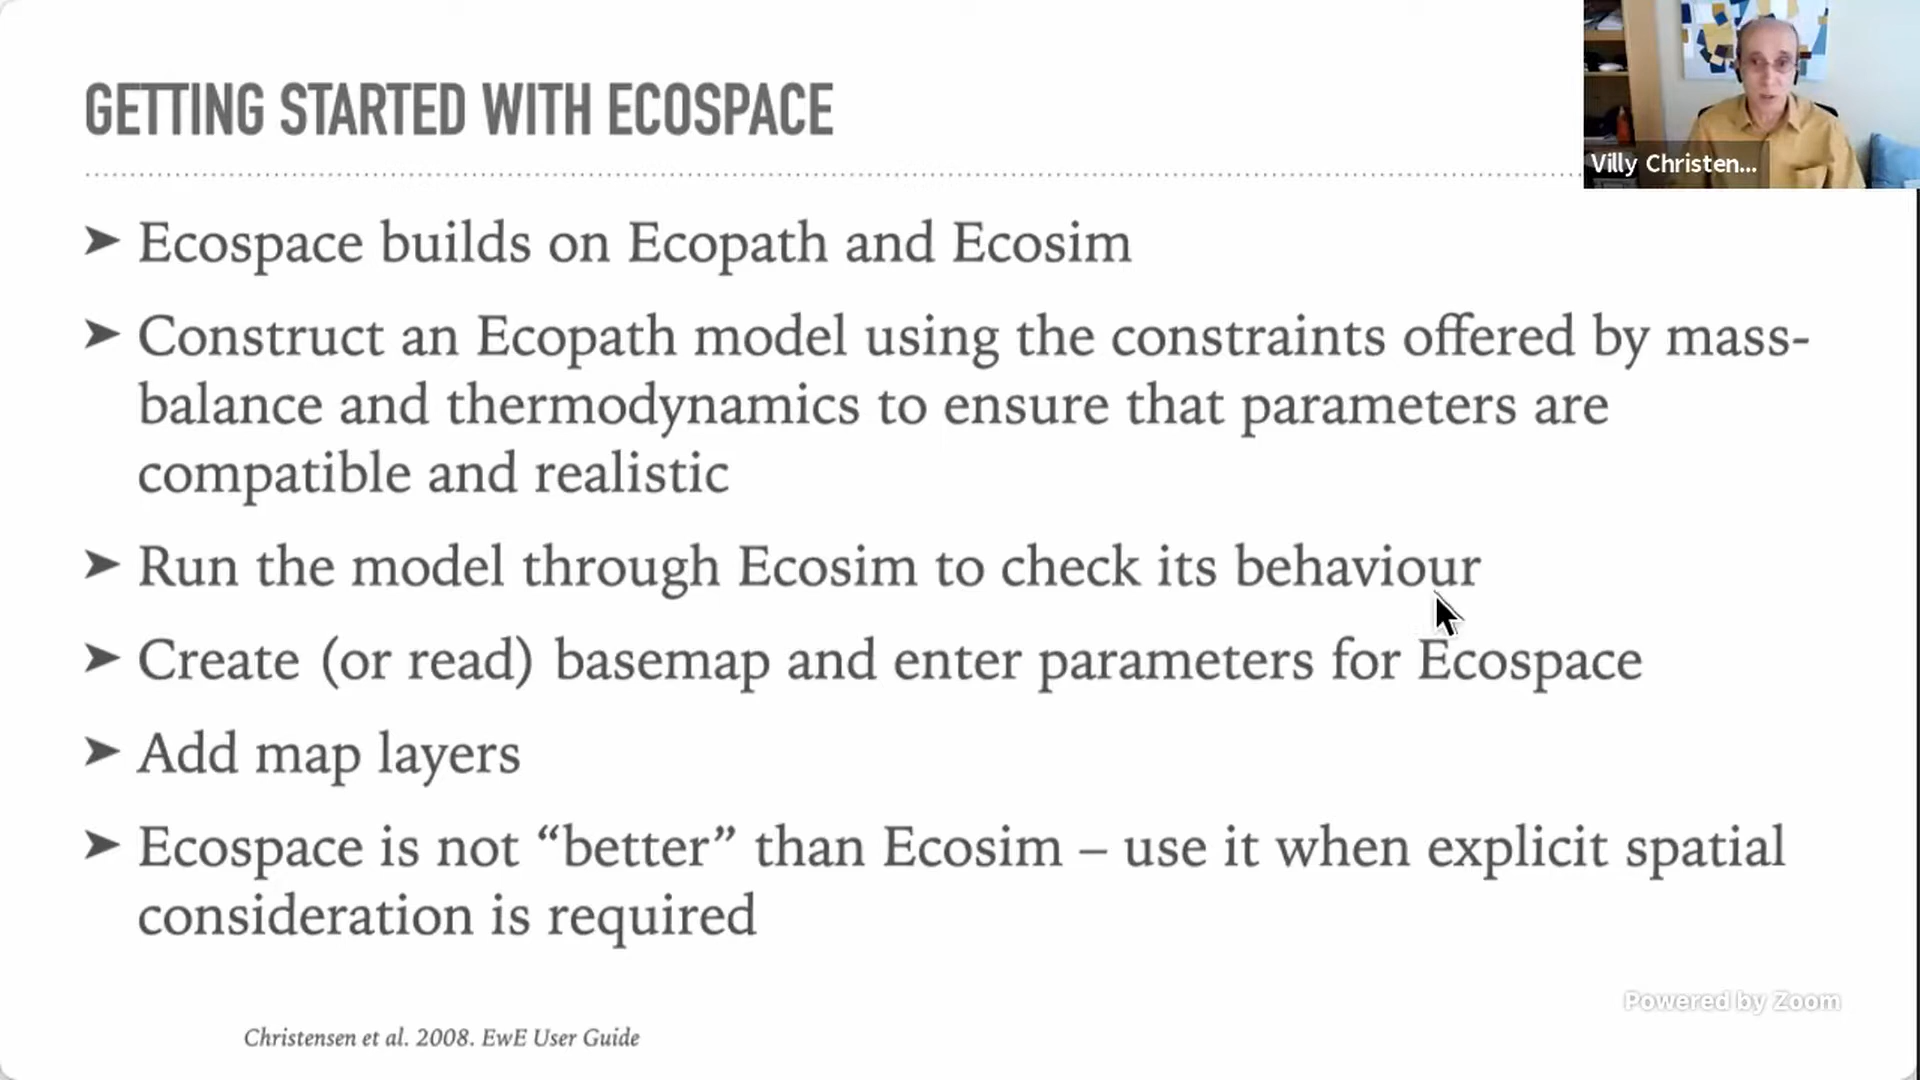 GETTING STARTED WITH ECOSPACE
Villy Christen...
➤ Ecospace builds on Ecopath and Ecosim
➤ Construct an Ecopath model using the constraints offered by mass-
balance and thermodynamics to ensure that parameters are
compatible and realistic
➤ Run the model through Ecosim to check its behaviour
➤ Create (or read) basemap and enter parameters for Ecospace
➤ Add map layers
➤ Ecospace is not “better” than Ecosim – use it when explicit spatial
consideration is required
Powered by Zoom
Christensen et al. 2008. EwE User Guide